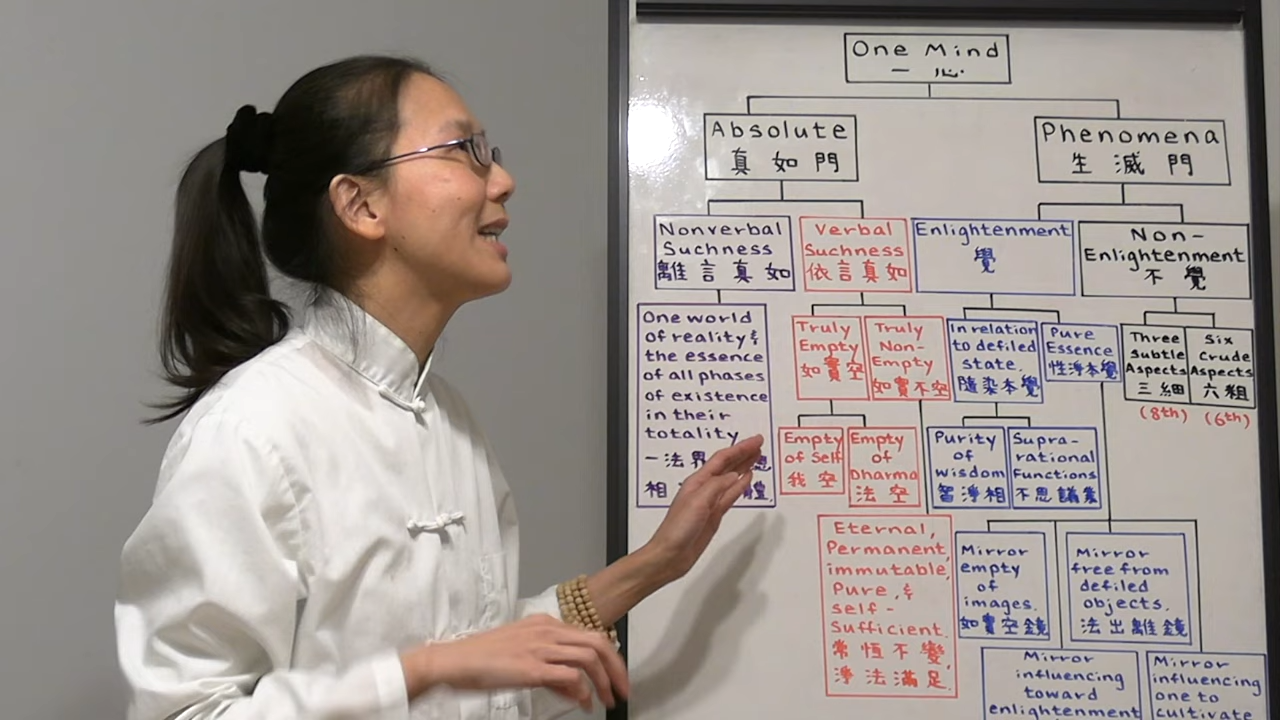 One Mind
一 心
Absolute
真 如 門
Phenomena
生 滅 門
Nonverbal
Suchness
離 言 真 如
Verbal
Suchness
依 言 真 如
Enlightenment
覺
Non-
Enlightenment
不 覺
One world
of reality &
the essence
of all phases
of existence
in their
totality
一 法 界
相
Truly
Empty
如 實 空
Truly
Non-
Empty
如 實 不 空
In relation
to defiled
state.
隨 染 本 覺
Pure
Essence
性 淨 本 覺
Three
Subtle
Aspects
三 細
(8th)
Six
Crude
Aspects
六 粗
(6th)
Empty
of Self
我 空
Empty
of
Dharma
法 空
Purity
of
Wisdom
智 淨 相
Supra-
rational
Functions
不 思 議 業
Eternal,
Permanent,
immutable,
Pure, &
self-
Sufficient.
常 恆 不 變,
淨 法 滿 足.
Mirror
empty
of
images.
如 實 空 鏡
Mirror
free from
defiled
objects.
法 出 離 鏡
Mirror
influencing
toward
enlightenment
Mirror
influencing
one to
cultivate